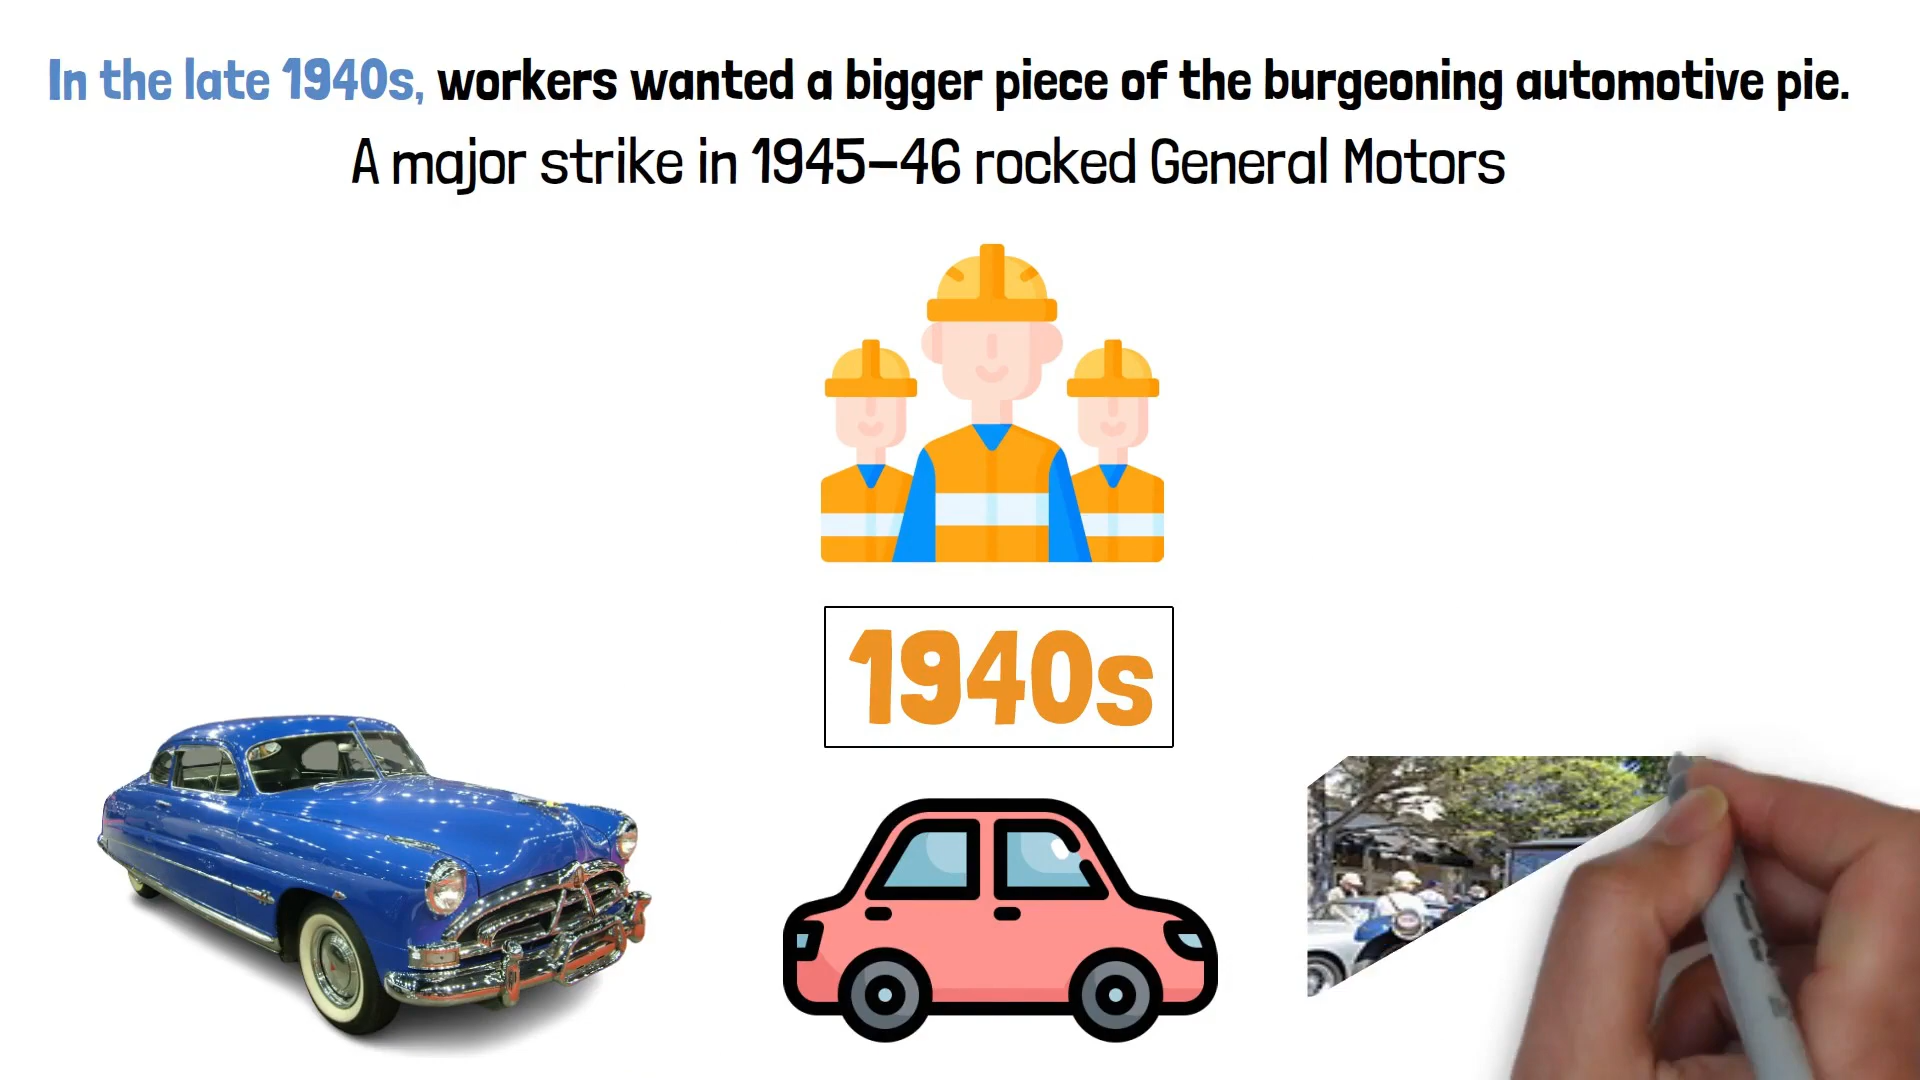 In the late 1940s, workers wanted a bigger piece of the burgeoning automotive pie.
A major strike in 1945–46 rocked General Motors
1940s